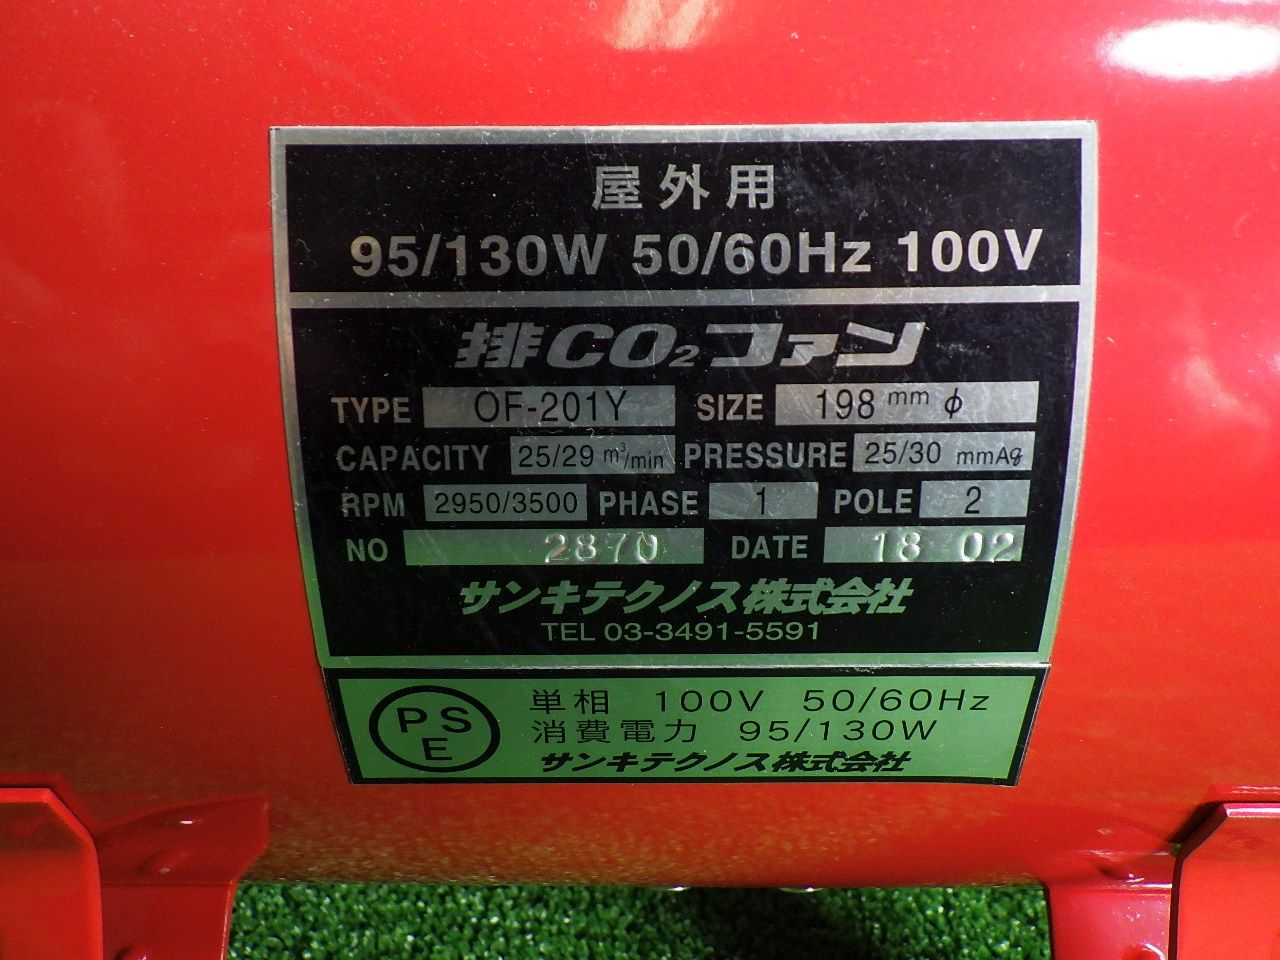 屋外用
95/130W 50/60Hz 100V
排CO₂ファン
TYPE OF-201Y SIZE 198 mm ϕ
CAPACITY 25/29 m³/min PRESSURE 25/30 mmAg
RPM 2950/3500 PHASE 1 POLE 2
NO 2870 DATE 18 02
サンキテクノス株式会社
TEL 03-3491-5591
PSE 単相 100V 50/60Hz
消費電力 95/130W
サンキテクノス株式会社